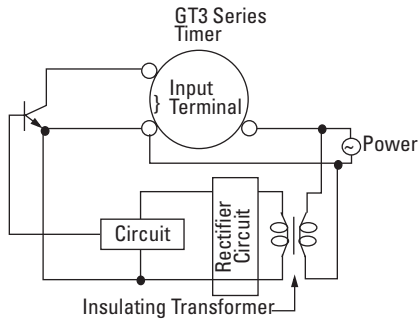 GT3 Series
Timer
Input
Terminal
Power
Circuit
Rectifier
Circuit
Insulating Transformer